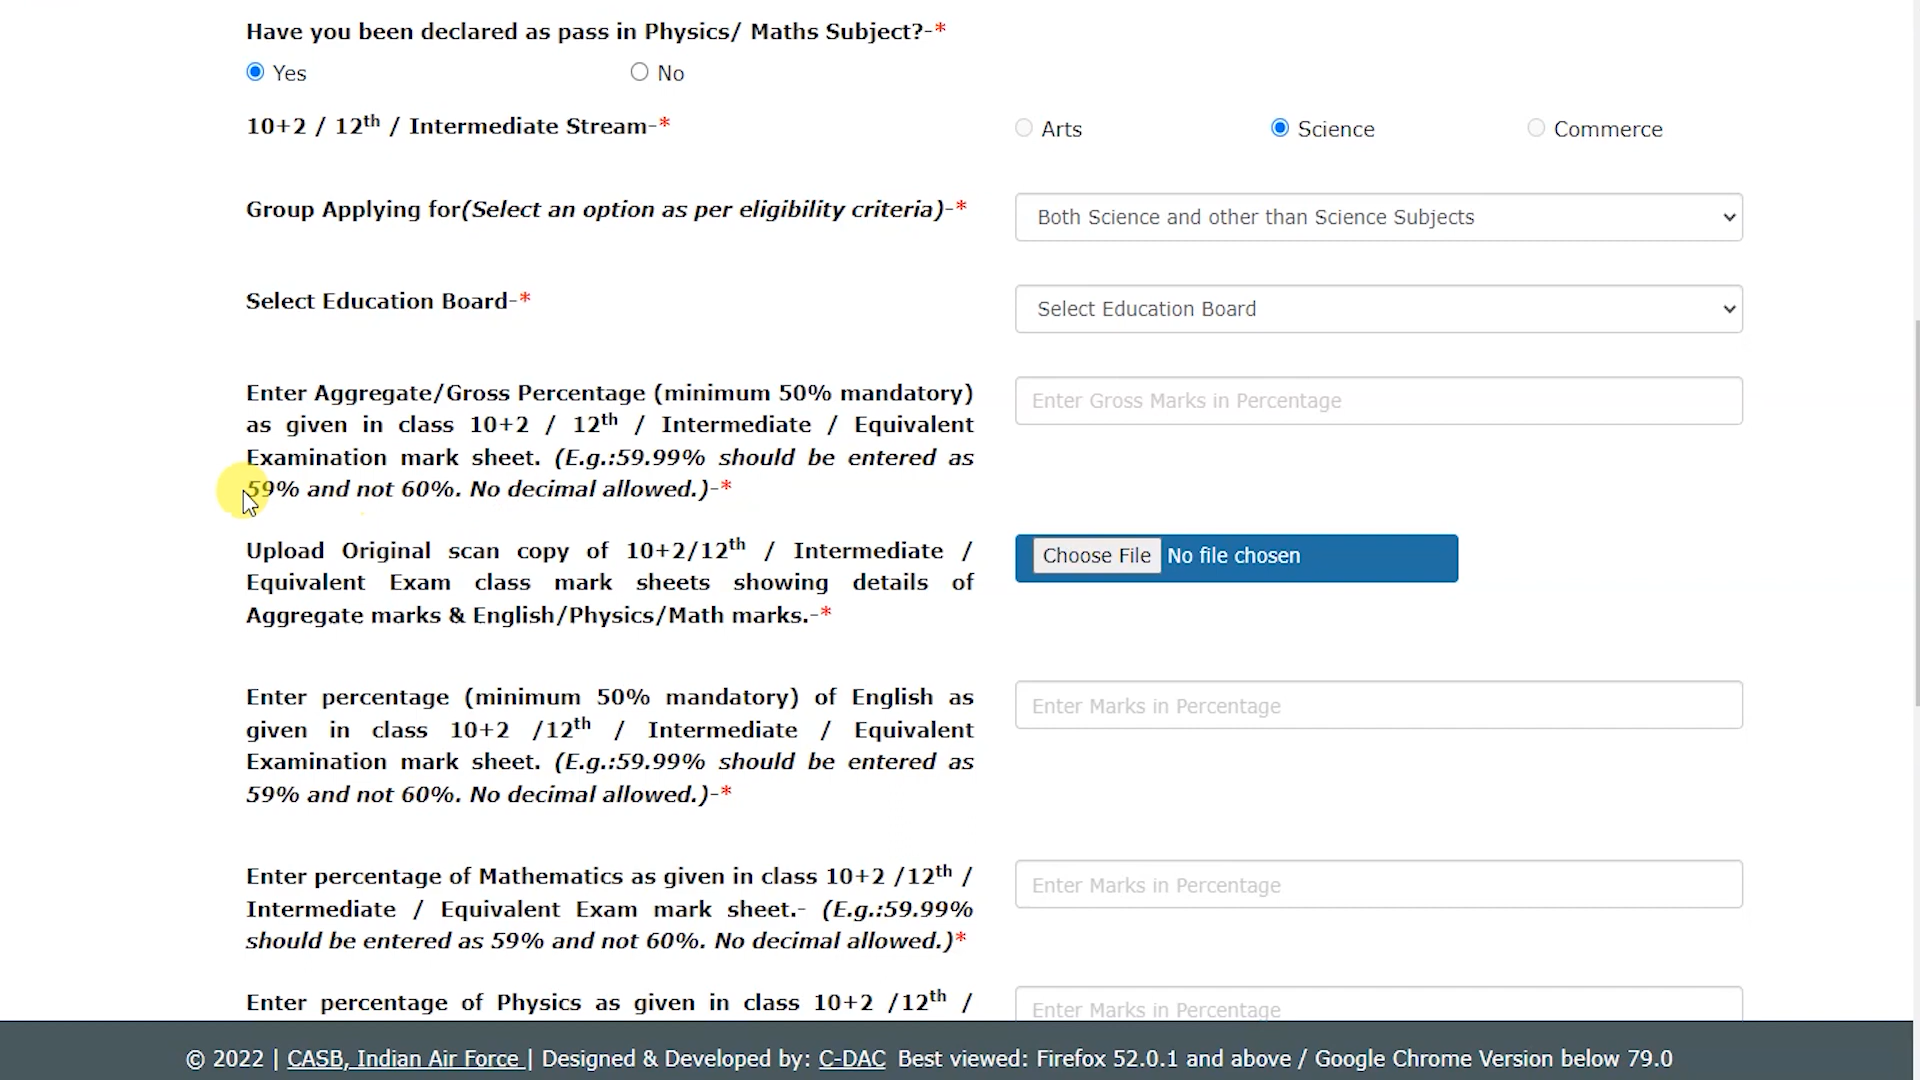 Have you been declared as pass in Physics/ Maths Subject?-*
Yes No
10+2 / 12th / Intermediate Stream-* Arts Science Commerce
Group Applying for(Select an option as per eligibility criteria)-* Both Science and other than Science Subjects
Select Education Board-* Select Education Board
Enter Aggregate/Gross Percentage (minimum 50% mandatory) Enter Gross Marks in Percentage
as given in class 10+2 / 12th / Intermediate / Equivalent
Examination mark sheet. (E.g.:59.99% should be entered as
59% and not 60%. No decimal allowed.)-*
Upload Original scan copy of 10+2/12th / Intermediate / Choose File No file chosen
Equivalent Exam class mark sheets showing details of
Aggregate marks & English/Physics/Math marks.-*
Enter percentage (minimum 50% mandatory) of English as Enter Marks in Percentage
given in class 10+2 /12th / Intermediate / Equivalent
Examination mark sheet. (E.g.:59.99% should be entered as
59% and not 60%. No decimal allowed.)-*
Enter percentage of Mathematics as given in class 10+2 /12th / Enter Marks in Percentage
Intermediate / Equivalent Exam mark sheet.- (E.g.:59.99%
should be entered as 59% and not 60%. No decimal allowed.)*
Enter percentage of Physics as given in class 10+2 /12th / Enter Marks in Percentage
© 2022 | CASB, Indian Air Force | Designed & Developed by: C-DAC Best viewed: Firefox 52.0.1 and above / Google Chrome Version below 79.0